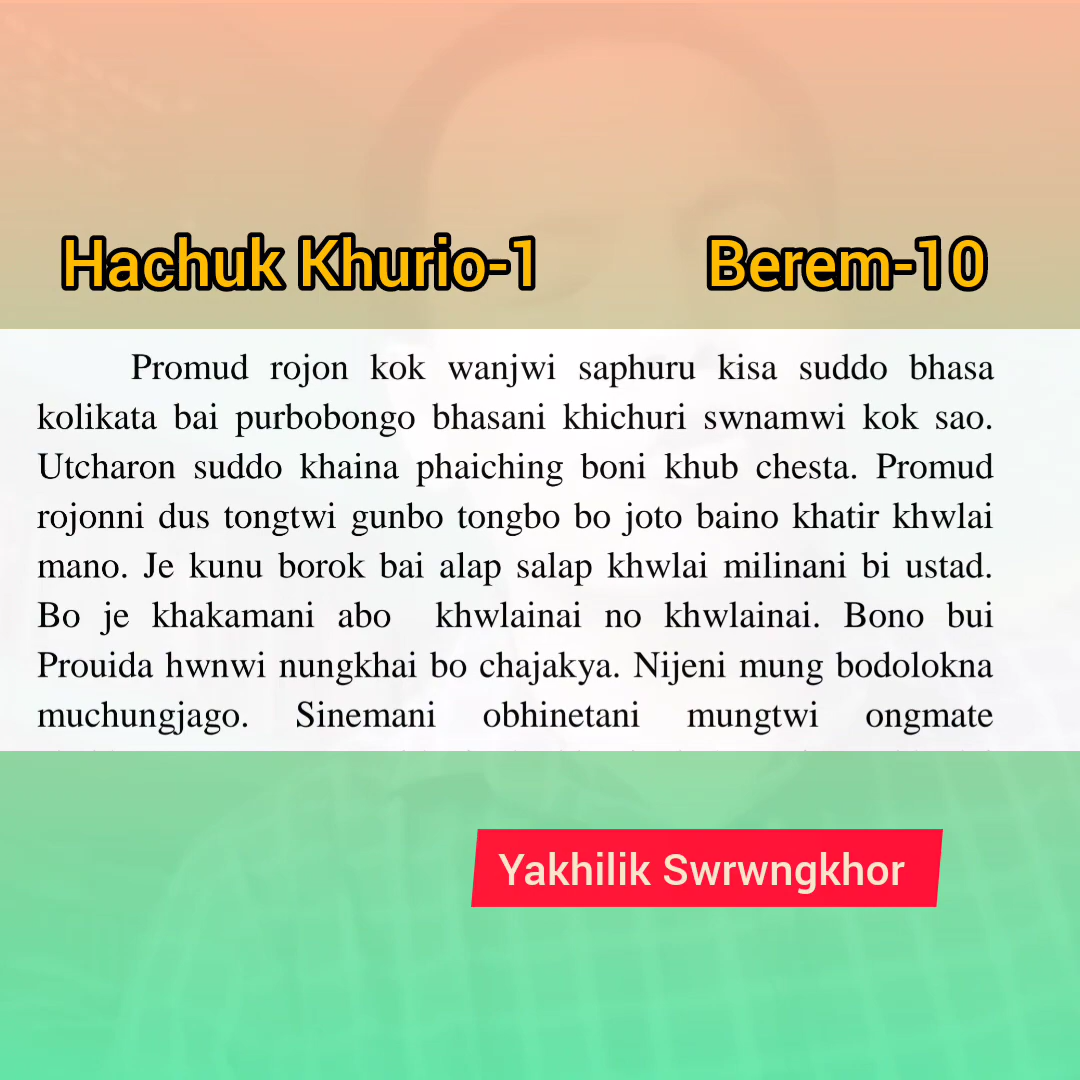 Hachuk Khurio-1 Berem-10
Promud rojon kok wanjwi saphuru kisa suddo bhasa
kolikata bai purbobongo bhasani khichuri swnamwi kok sao.
Utcharon suddo khaina phaiching boni khub chesta. Promud
rojonni dus tongtwi gunbo tongbo bo joto baino khatir khwlai
mano. Je kunu borok bai alap salap khwlai milinani bi ustad.
Bo je khakamani abo khwlainai no khwlainai. Bono bui
Prouida hwnwi nungkhai bo chajakya. Nijeni mung bodolokna
muchungjago. Sinemani obhinetani mungtwi ongmate
Yakhilik Swrwngkhor